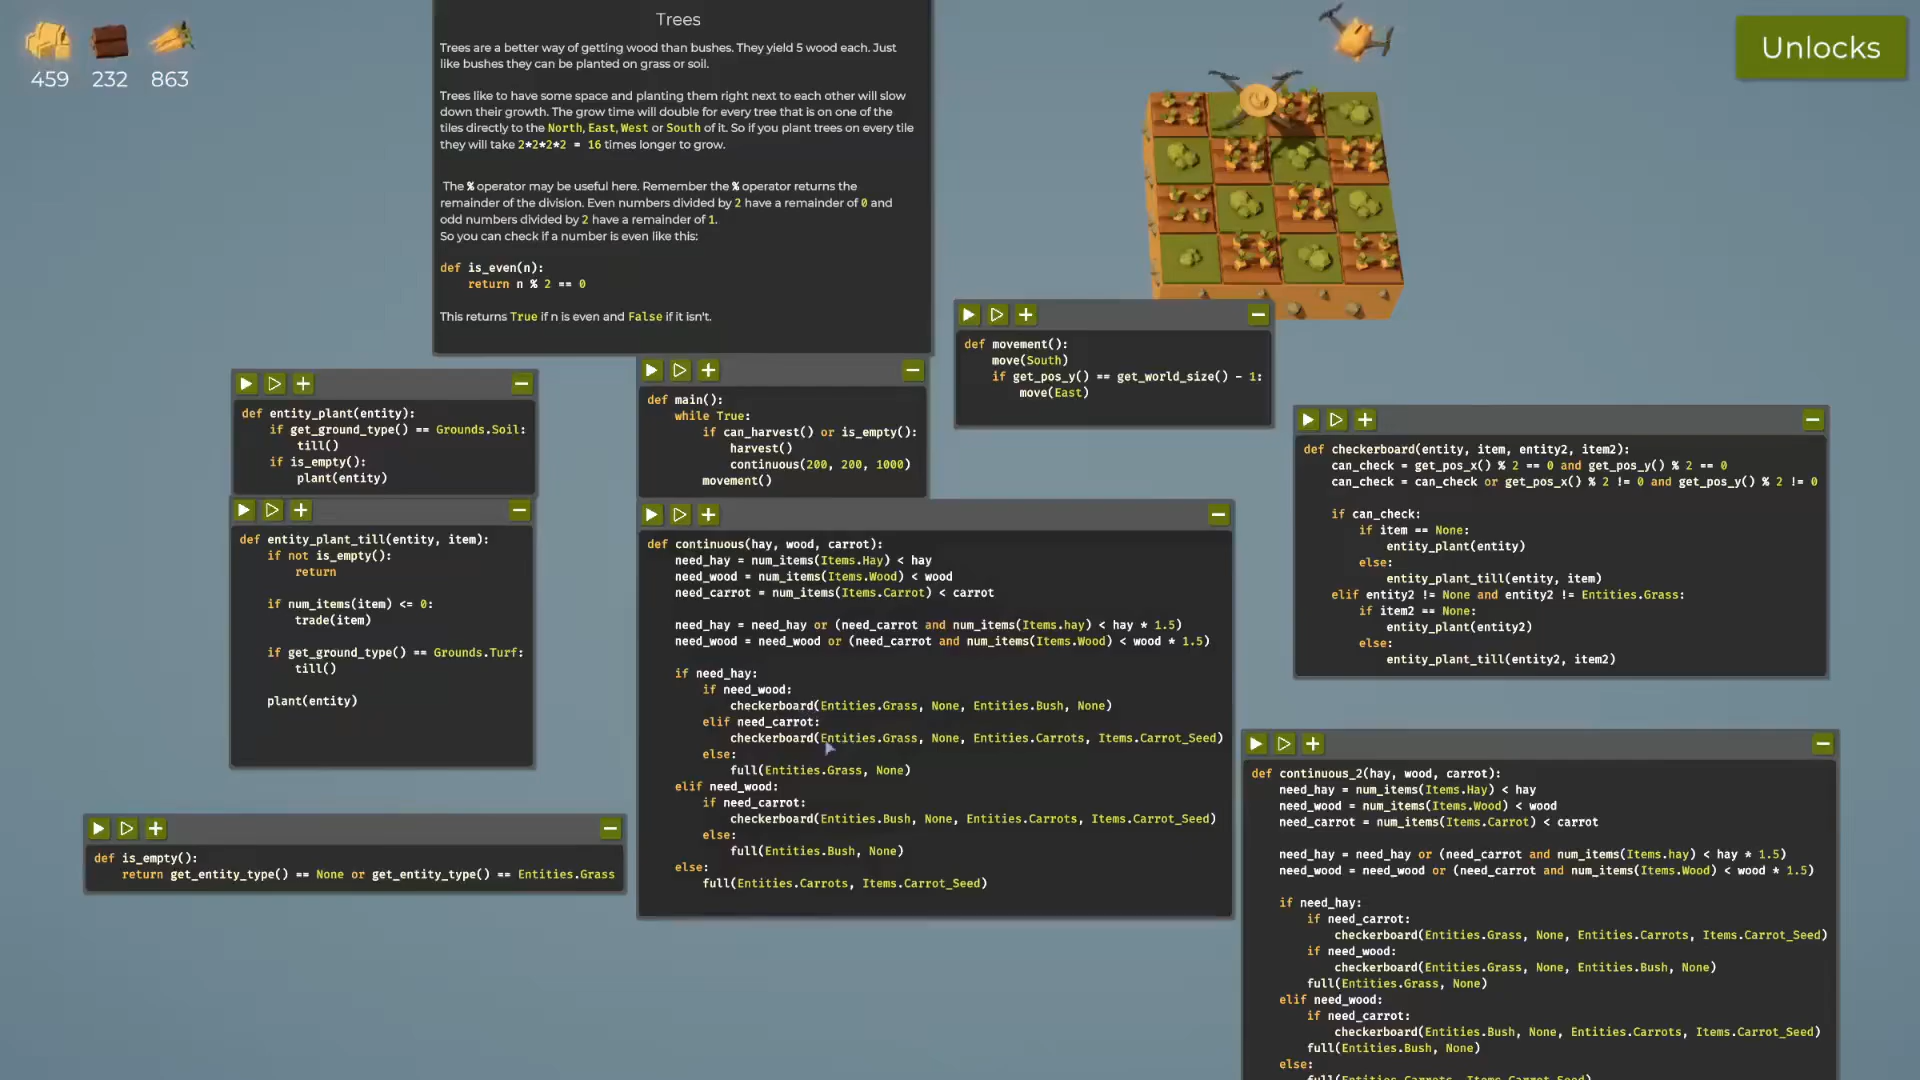 459 232 863
Unlocks
Trees
Trees are a better way of getting wood than bushes. They yield 5 wood each. Just
like bushes they can be planted on grass or soil.
Trees like to have some space and planting them right next to each other will slow
down their growth. The grow time will double for every tree that is on one of the
tiles directly to the North, East, West or South of it. So if you plant trees on every tile
they will take 2*2*2*2 = 16 times longer to grow.
The % operator may be useful here. Remember the % operator returns the
remainder of the division. Even numbers divided by 2 have a remainder of 0 and
odd numbers divided by 2 have a remainder of 1.
So you can check if a number is even like this:
def is_even(n):
return n % 2 == 0
This returns True if n is even and False if it isn't.
def movement():
move(South)
if get_pos_y() == get_world_size() - 1:
move(East)
def entity_plant(entity):
if get_ground_type() == Grounds.Soil:
till()
if is_empty():
plant(entity)
def main():
while True:
if can_harvest() or is_empty():
harvest()
continuous(200, 200, 1000)
movement()
def checkerboard(entity, item, entity2, item2):
can_check = get_pos_x() % 2 == 0 and get_pos_y() % 2 == 0
can_check = can_check or get_pos_x() % 2 != 0 and get_pos_y() % 2 != 0
if can_check:
if item == None:
entity_plant(entity)
else:
entity_plant_till(entity, item)
elif entity2 != None and entity2 != Entities.Grass:
if item2 == None:
entity_plant(entity2)
else:
entity_plant_till(entity2, item2)
def entity_plant_till(entity, item):
if not is_empty():
return
if num_items(item) <= 0:
trade(item)
if get_ground_type() == Grounds.Turf:
till()
plant(entity)
def continuous(hay, wood, carrot):
need_hay = num_items(Items.Hay) < hay
need_wood = num_items(Items.Wood) < wood
need_carrot = num_items(Items.Carrot) < carrot
need_hay = need_hay or (need_carrot and num_items(Items.hay) < hay * 1.5)
need_wood = need_wood or (need_carrot and num_items(Items.Wood) < wood * 1.5)
if need_hay:
if need_wood:
checkerboard(Entities.Grass, None, Entities.Bush, None)
elif need_carrot:
checkerboard(Entities.Grass, None, Entities.Carrots, Items.Carrot_Seed)
else:
full(Entities.Grass, None)
elif need_wood:
if need_carrot:
checkerboard(Entities.Bush, None, Entities.Carrots, Items.Carrot_Seed)
else:
full(Entities.Bush, None)
else:
full(Entities.Carrots, Items.Carrot_Seed)
def is_empty():
return get_entity_type() == None or get_entity_type() == Entities.Grass
def continuous_2(hay, wood, carrot):
need_hay = num_items(Items.Hay) < hay
need_wood = num_items(Items.Wood) < wood
need_carrot = num_items(Items.Carrot) < carrot
need_hay = need_hay or (need_carrot and num_items(Items.hay) < hay * 1.5)
need_wood = need_wood or (need_carrot and num_items(Items.Wood) < wood * 1.5)
if need_hay:
if need_carrot:
checkerboard(Entities.Grass, None, Entities.Carrots, Items.Carrot_Seed)
if need_wood:
checkerboard(Entities.Grass, None, Entities.Bush, None)
full(Entities.Grass, None)
elif need_wood:
if need_carrot:
checkerboard(Entities.Bush, None, Entities.Carrots, Items.Carrot_Seed)
full(Entities.Bush, None)
else:
full(Entities.Carrots, Items.Carrot_Seed)